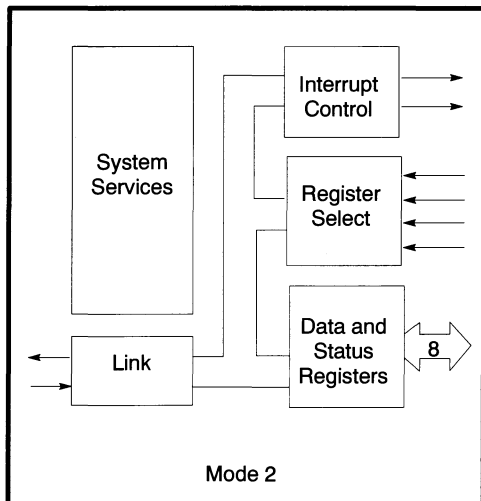 System
Services
Interrupt
Control
Register
Select
Data and
Status
Registers
8
Link
Mode 2